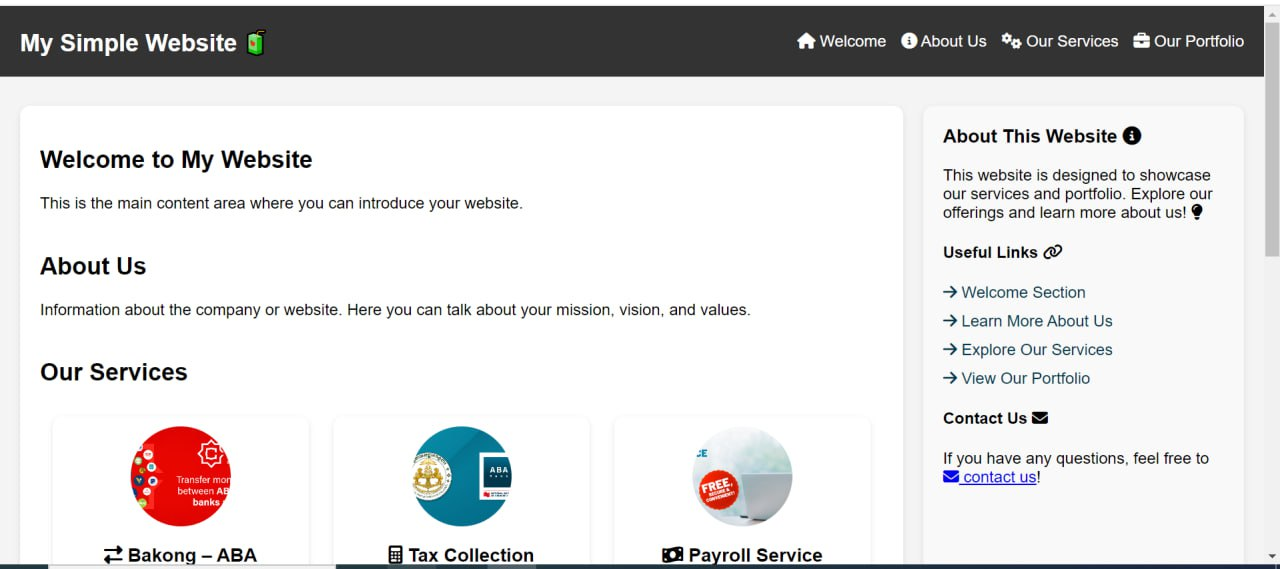 My Simple Website
Welcome About Us Our Services Our Portfolio
Welcome to My Website
This is the main content area where you can introduce your website.
About Us
Information about the company or website. Here you can talk about your mission, vision, and values.
Our Services
Transfer
between
banks
Bakong – ABA
ABA
Tax Collection
CE
FREE,
SECURE &
CONVENIENT!
Payroll Service
About This Website
This website is designed to showcase
our services and portfolio. Explore our
offerings and learn more about us!
Useful Links
→ Welcome Section
→ Learn More About Us
→ Explore Our Services
→ View Our Portfolio
Contact Us
If you have any questions, feel free to
contact us!